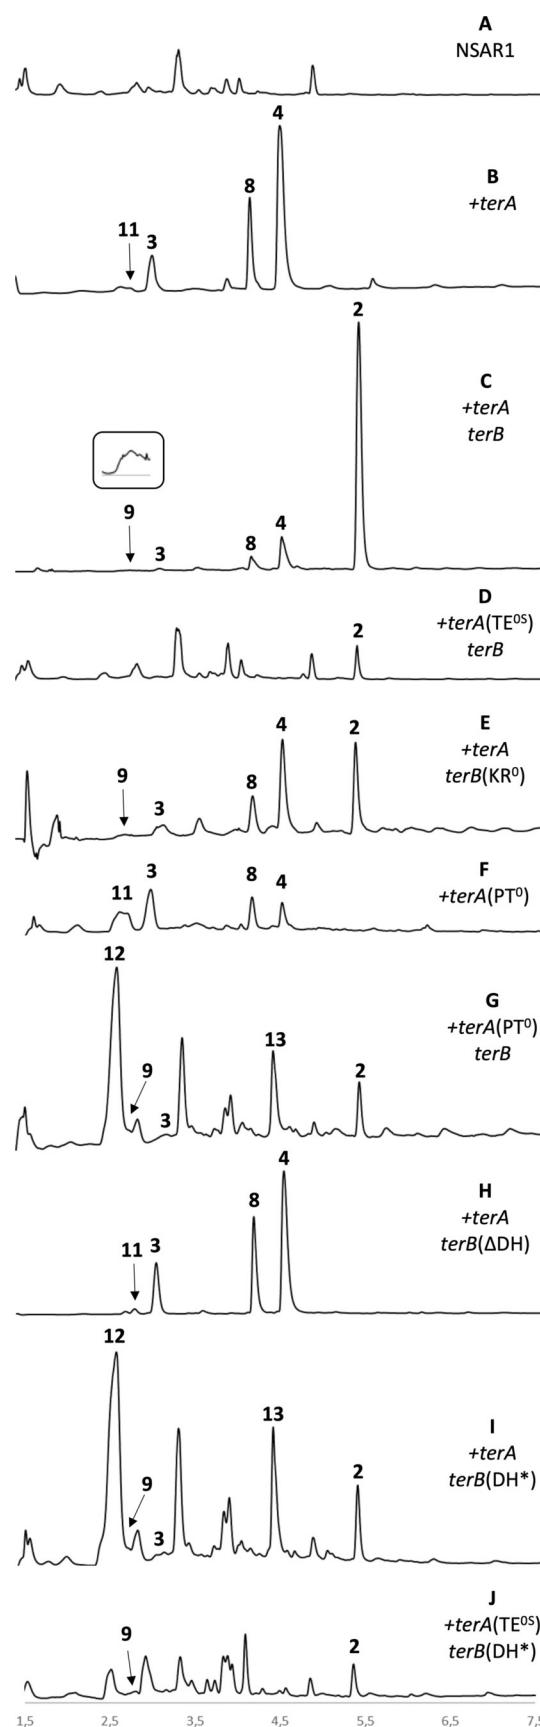 A
NSAR1
4
B
+terA
8
11
3
2
C
+terA
terB
9
4
3
8
D
+terA(TE⁰ˢ)
terB
2
E
+terA
terB(KR⁰)
4
2
9
8
3
F
+terA(PT⁰)
3
8
4
11
12
G
+terA(PT⁰)
terB
13
9
2
3
4
H
+terA
terB(ΔDH)
8
11
3
12
13
I
+terA
terB(DH*)
2
9
3
J
+terA(TE⁰ˢ)
terB(DH*)
9
2
1,5 2,5 3,5 4,5 5,5 6,5 7,5